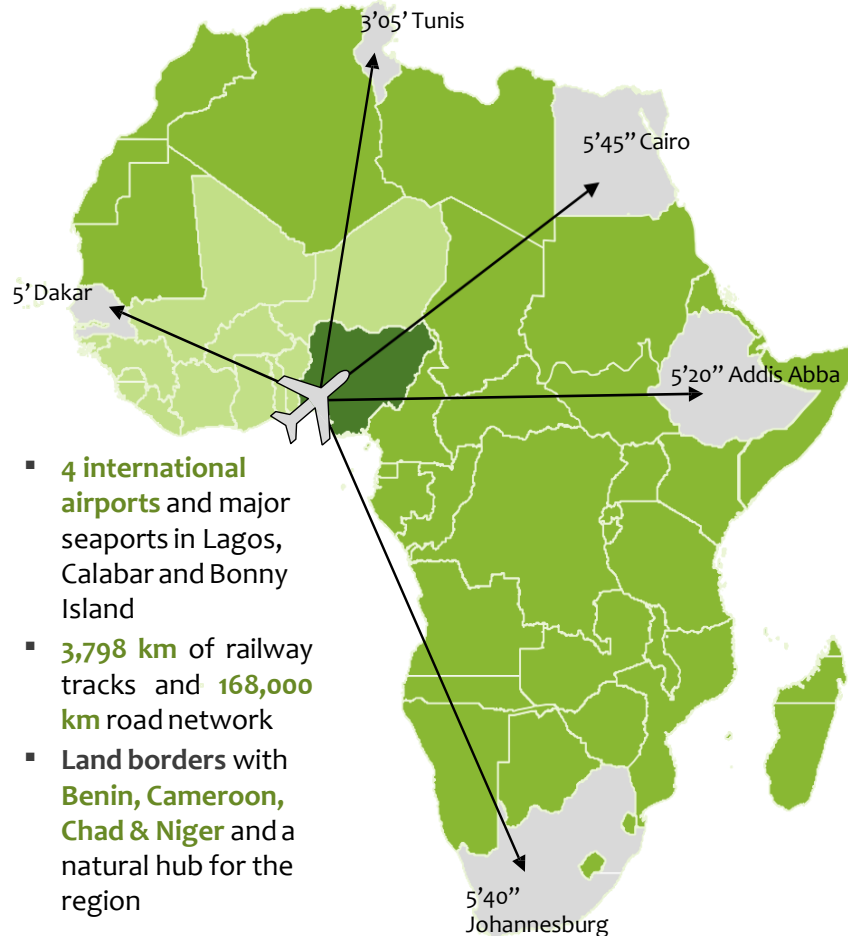 3’05’ Tunis
5’45” Cairo
5’ Dakar
5’20” Addis Abba
▪ 4 international
airports and major
seaports in Lagos,
Calabar and Bonny
Island
▪ 3,798 km of railway
tracks and 168,000
km road network
▪ Land borders with
Benin, Cameroon,
Chad & Niger and a
natural hub for the
region
5’40”
Johannesburg